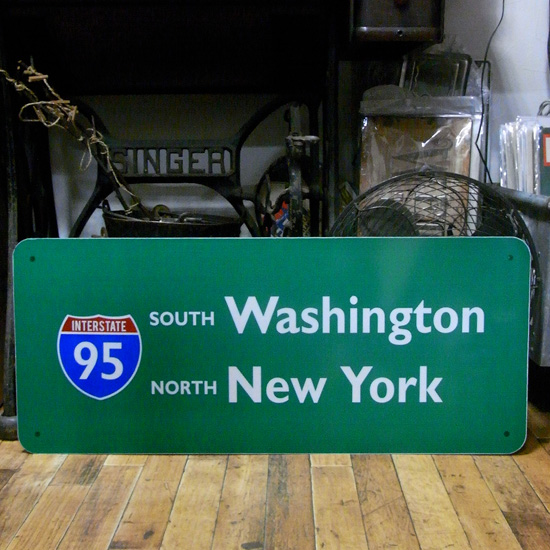 SINGER
INTERSTATE
95
SOUTH Washington
NORTH New York